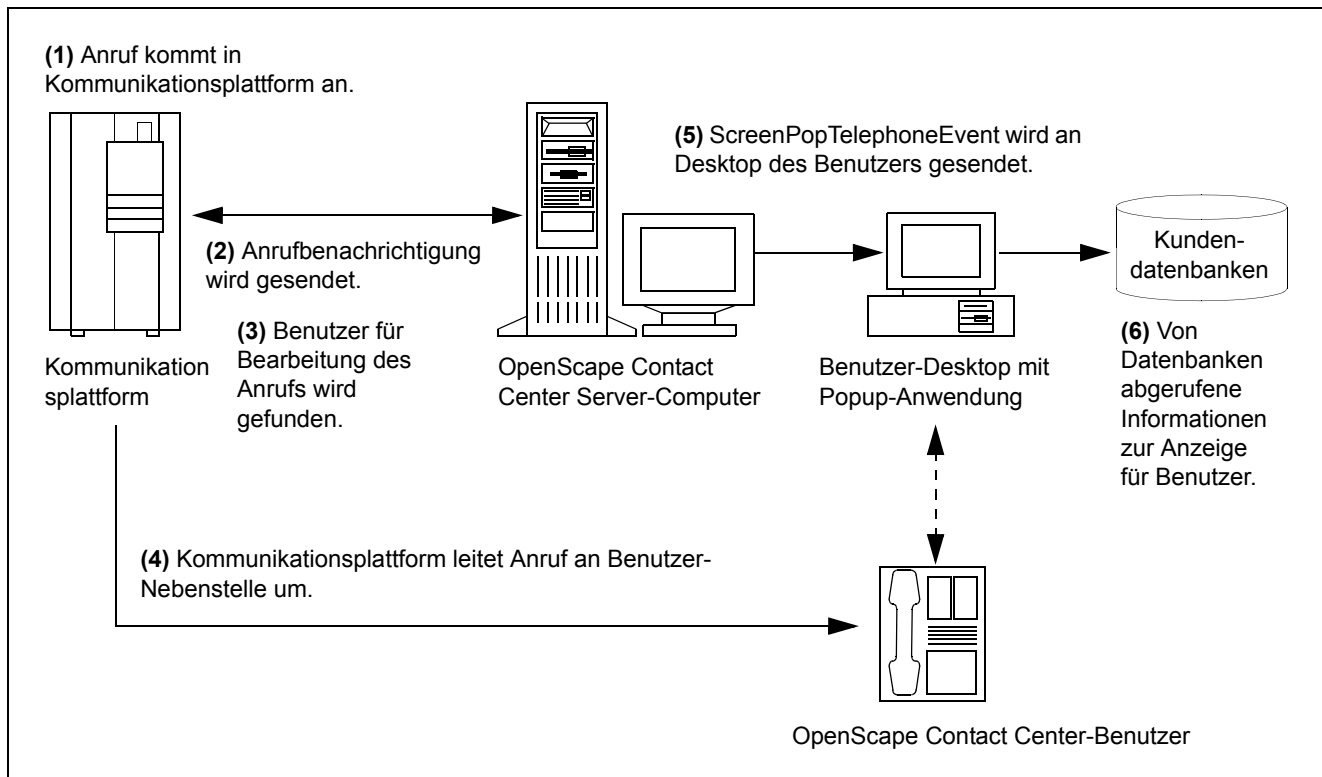 (1) Anruf kommt in
Kommunikationsplattform an.
(5) ScreenPopTelephoneEvent wird an
Desktop des Benutzers gesendet.
(2) Anrufbenachrichtigung
wird gesendet.
(3) Benutzer für
Bearbeitung des
Anrufs wird
gefunden.
Kommunikation
splattform
OpenScape Contact
Center Server-Computer
Benutzer-Desktop mit
Popup-Anwendung
Kunden-
datenbanken
(6) Von
Datenbanken
abgerufene
Informationen
zur Anzeige
für Benutzer.
(4) Kommunikationsplattform leitet Anruf an Benutzer-
Nebenstelle um.
OpenScape Contact Center-Benutzer